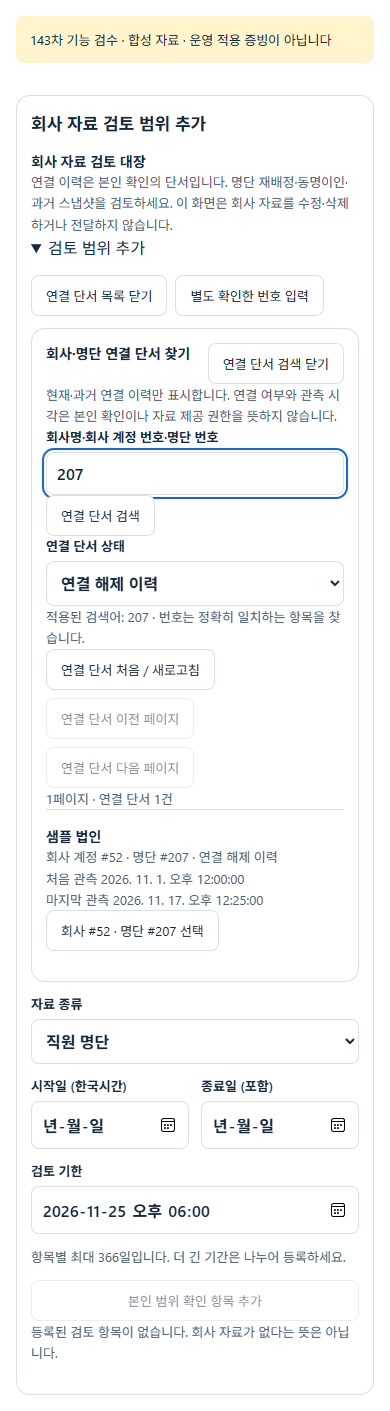 143차 기능 검수 · 합성 자료 · 운영 적용 증빙이 아닙니다
회사 자료 검토 범위 추가
회사 자료 검토 대장
연결 이력은 본인 확인의 단서입니다. 명단 재배정·동명이인·
과거 스냅샷을 검토하세요. 이 화면은 회사 자료를 수정·삭제
하거나 전달하지 않습니다.
▼ 검토 범위 추가
연결 단서 목록 닫기
별도 확인한 번호 입력
회사·명단 연결 단서 찾기
연결 단서 검색 닫기
현재·과거 연결 이력만 표시합니다. 연결 여부와 관측 시
각은 본인 확인이나 자료 제공 권한을 뜻하지 않습니다.
회사명·회사 계정 번호·명단 번호
207
연결 단서 검색
연결 단서 상태
연결 해제 이력
적용된 검색어: 207 · 번호는 정확히 일치하는 항목을 찾
습니다.
연결 단서 처음 / 새로고침
연결 단서 이전 페이지
연결 단서 다음 페이지
1페이지 · 연결 단서 1건
샘플 법인
회사 계정 #52 · 명단 #207 · 연결 해제 이력
처음 관측 2026. 11. 1. 오후 12:00:00
마지막 관측 2026. 11. 17. 오후 12:25:00
회사 #52 · 명단 #207 선택
자료 종류
직원 명단
시작일 (한국시간)
종료일 (포함)
년-월-일
년-월-일
검토 기한
2026-11-25 오후 06:00
항목별 최대 366일입니다. 더 긴 기간은 나누어 등록하세요.
본인 범위 확인 항목 추가
등록된 검토 항목이 없습니다. 회사 자료가 없다는 뜻은 아닙
니다.